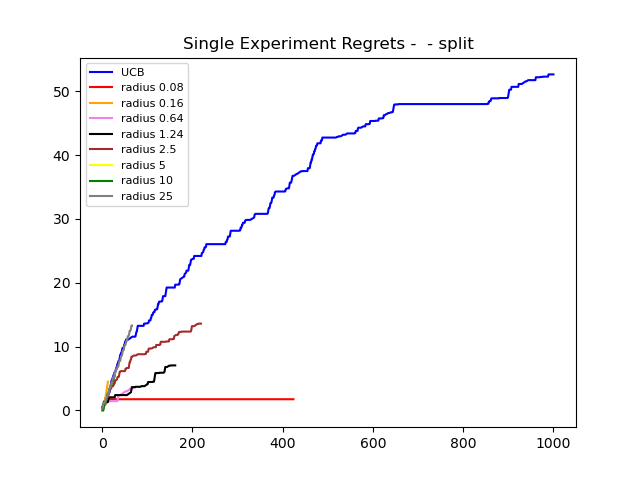 Single Experiment Regrets -  - split
UCB
radius 0.08
radius 0.16
radius 0.64
radius 1.24
radius 2.5
radius 5
radius 10
radius 25
50
40
30
20
10
0
0 200 400 600 800 1000